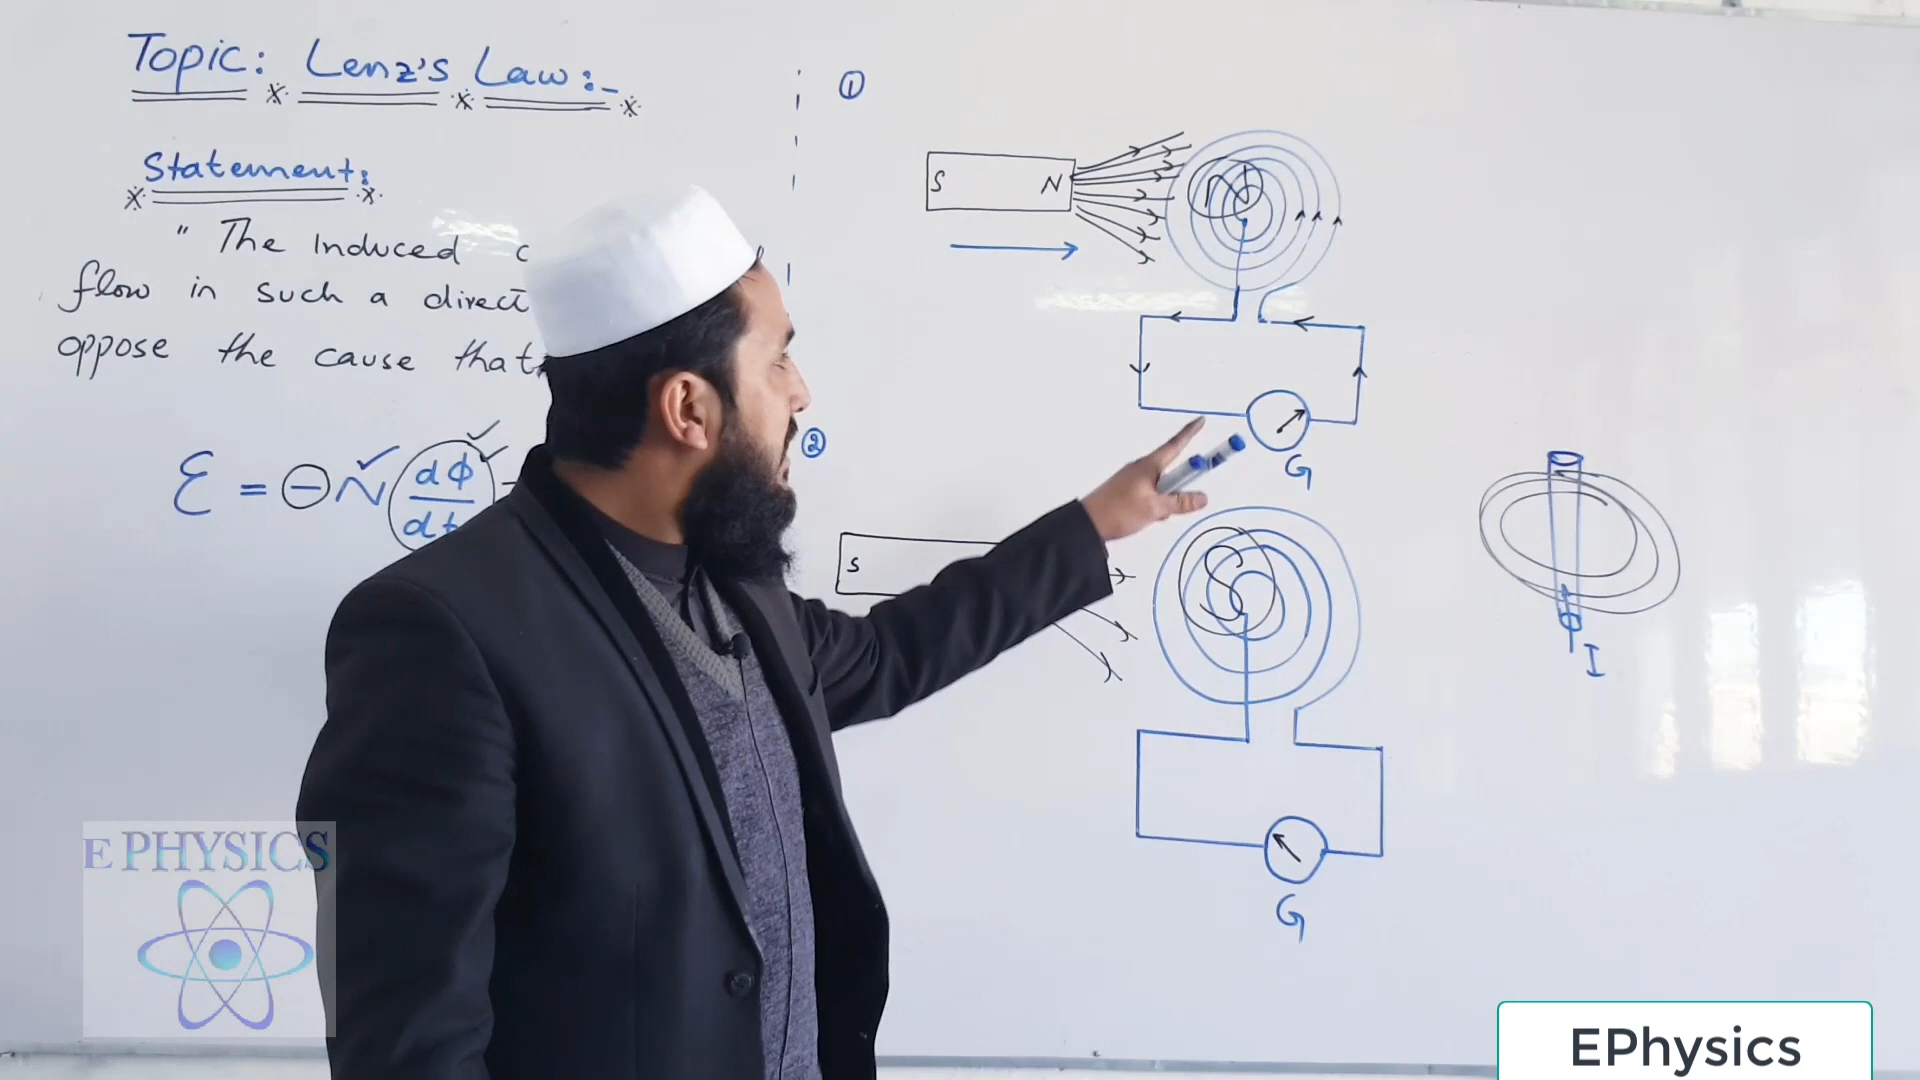 Topic: Lenz's Law:-
Statement:
" The Induced c
flow in such a direct
oppose the cause that
ε = - N dΦ
dt
①
S N
N
G
②
S
S
G
I
E PHYSICS
EPhysics